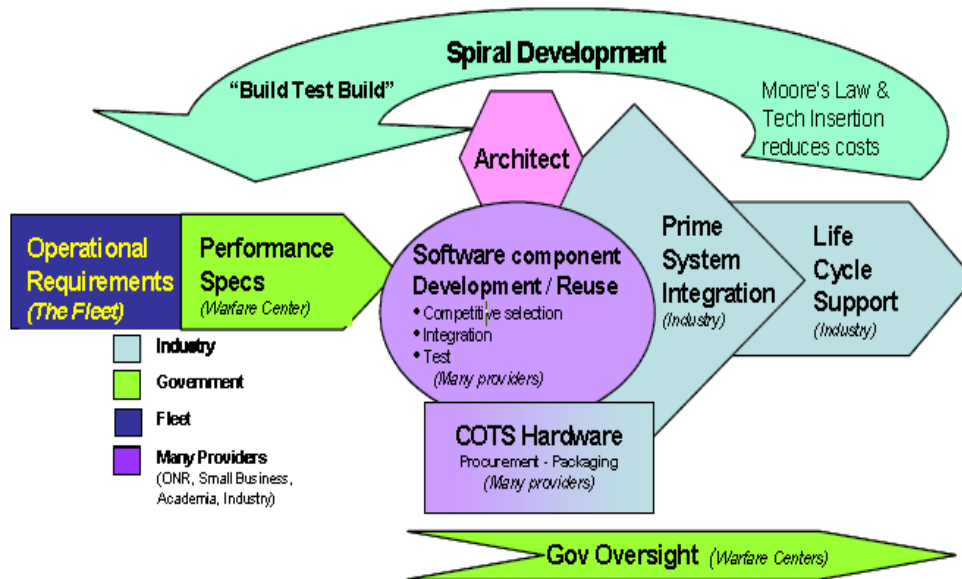 Spiral Development
“Build Test Build”
Moore's Law &
Tech Insertion
reduces costs
Architect
Operational
Requirements
(The Fleet)
Performance
Specs
(Warfare Center)
Software component
Development / Reuse
• Competitive selection
• Integration
• Test
(Many providers)
Prime
System
Integration
(Industry)
Life
Cycle
Support
(Industry)
Industry
Government
Fleet
Many Providers
(ONR, Small Business,
Academia, Industry)
COTS Hardware
Procurement - Packaging
(Many providers)
Gov Oversight (Warfare Centers)